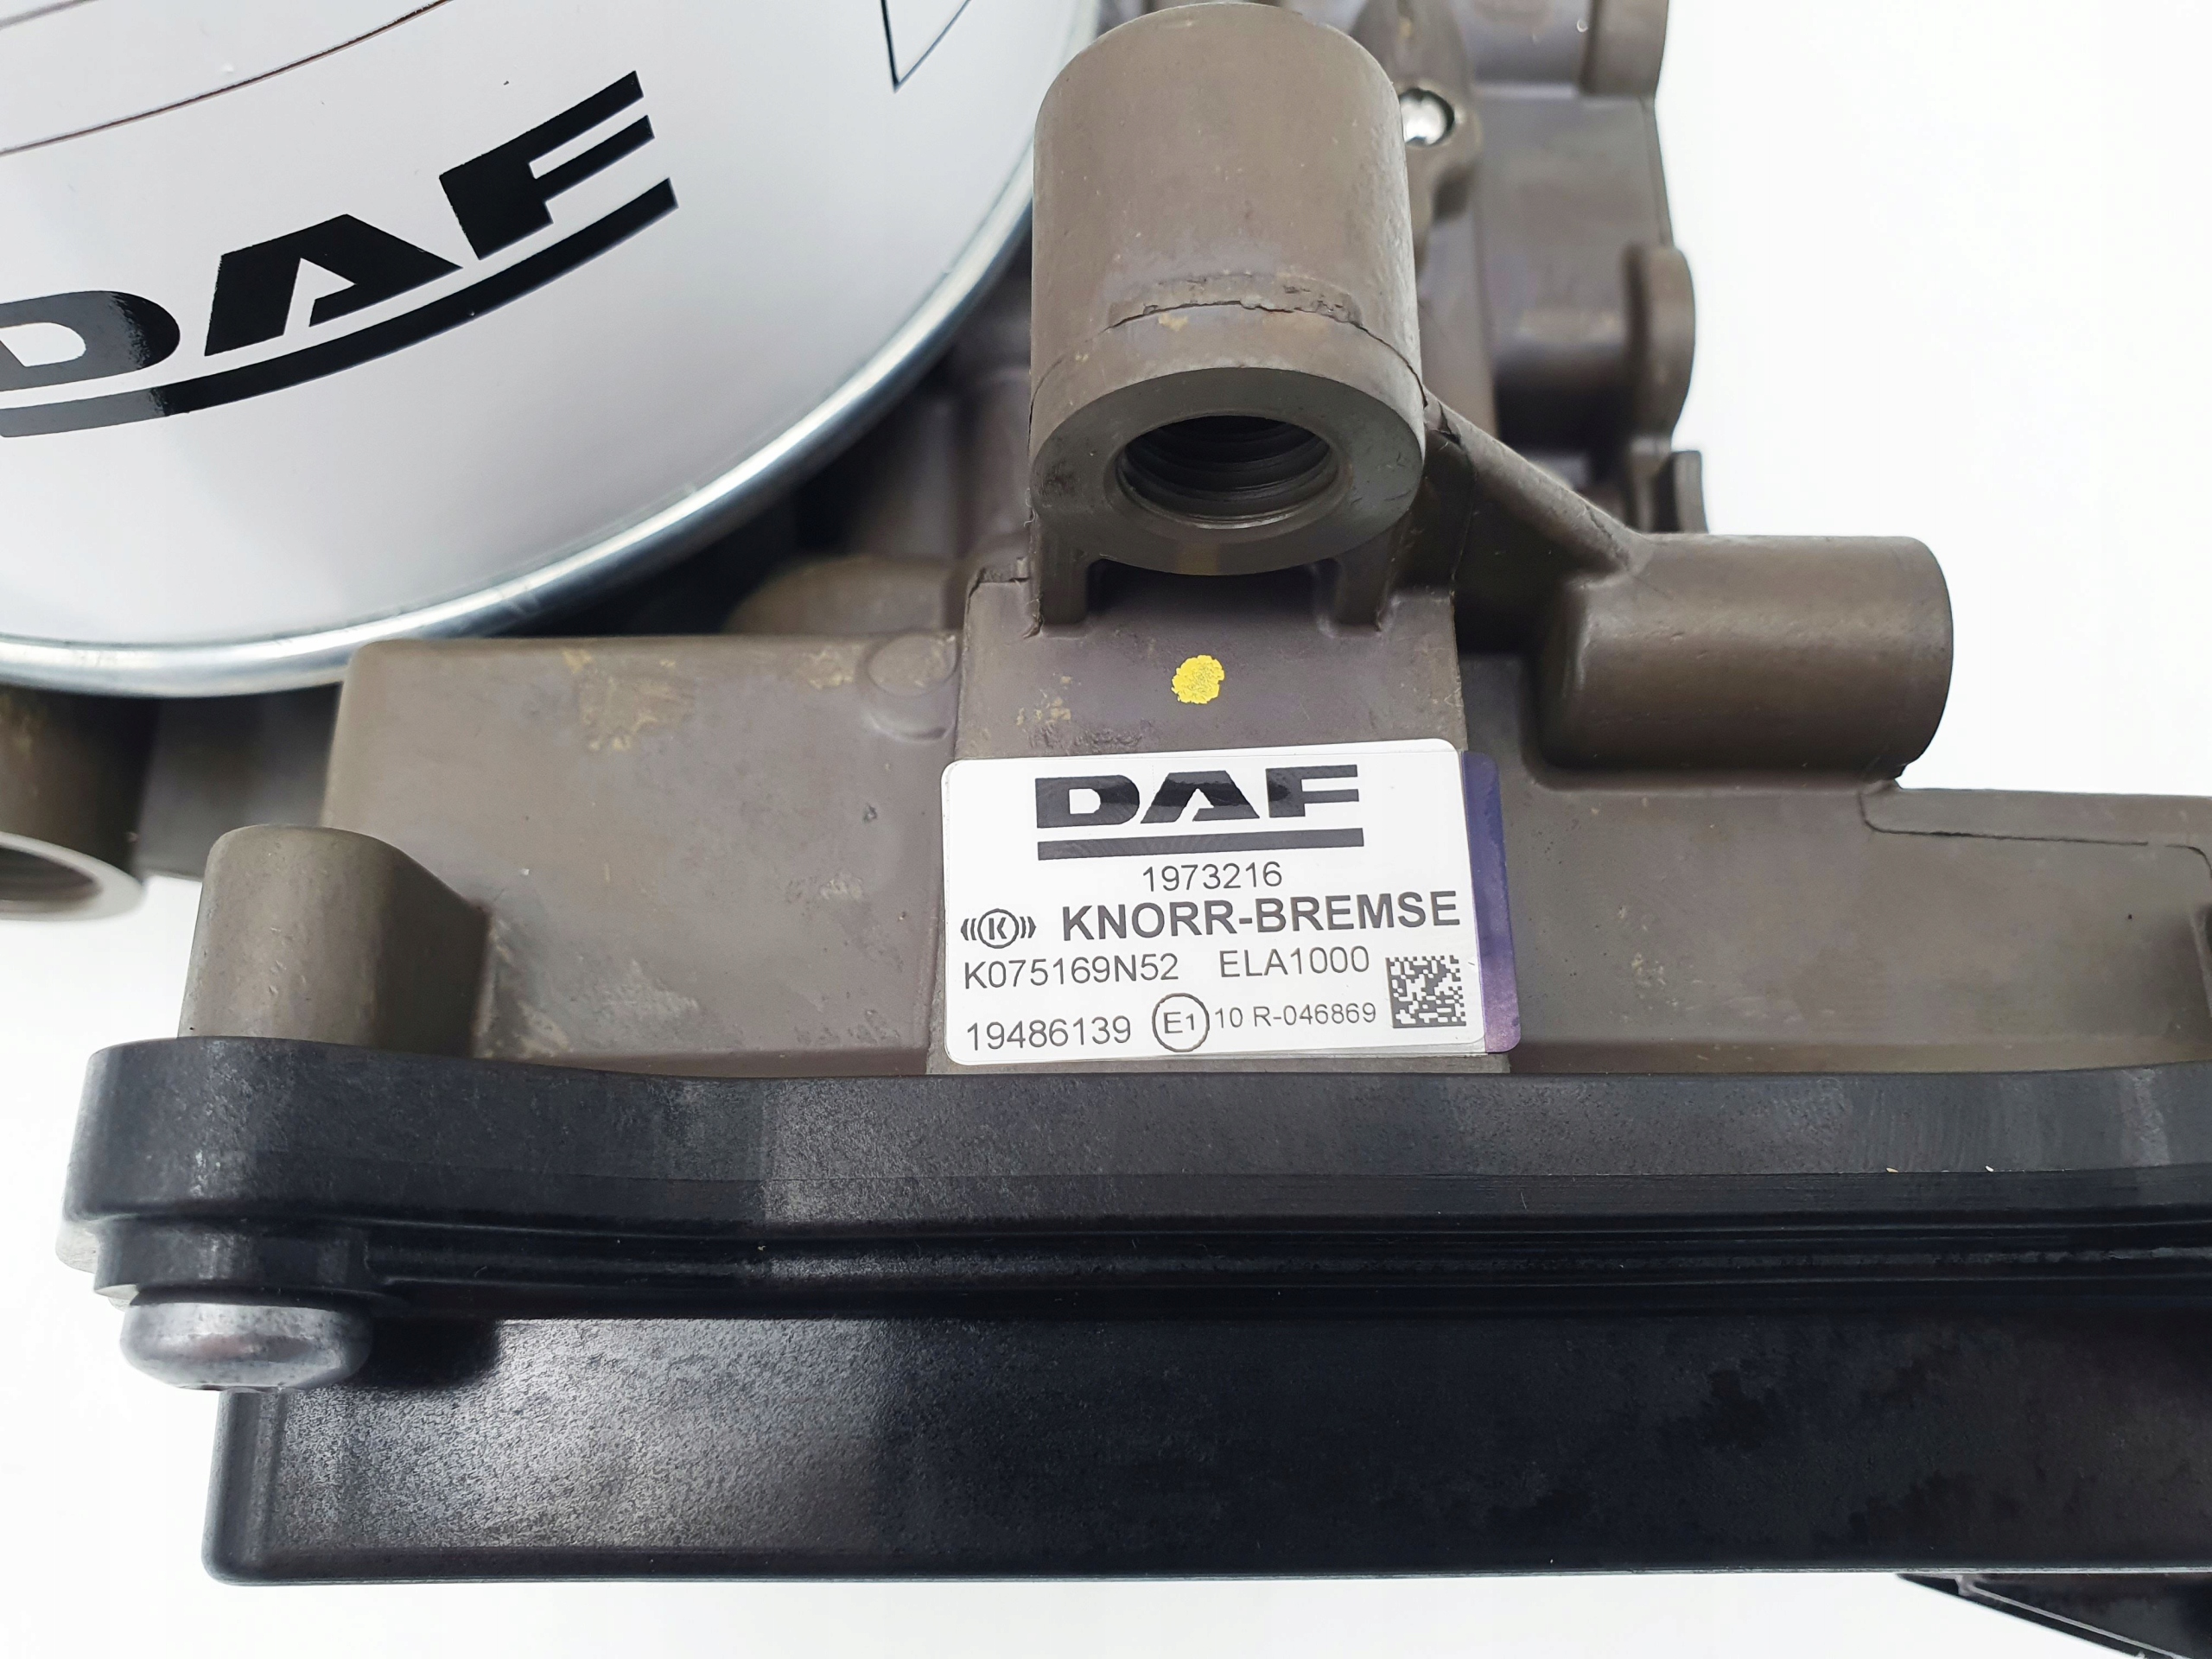 DAF
DAF
1973216
K KNORR-BREMSE
K075169N52 ELA1000
19486139 E1 10 R-046869